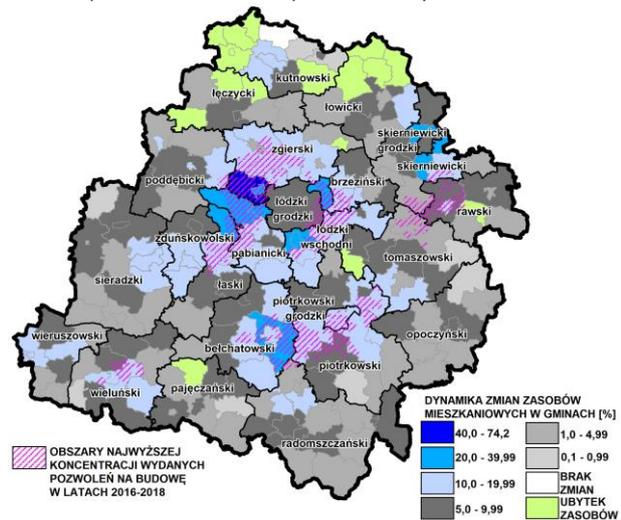 kutnowski
łęczycki
łowicki
skierniewicki
grodzki
skierniewicki
zgierski
poddębicki
brzeziński
rawski
łódzki
grodzki
łódzki
wschodni
zduńskowolski
pabianicki
tomaszowski
sieradzki
łaski
piotrkowski
grodzki
opoczyński
wieruszowski
bełchatowski
piotrkowski
wieluński
pajęczański
radomszczański
OBSZARY NAJWYŻSZEJ
KONCENTRACJI WYDANYCH
POZWOLEŃ NA BUDOWĘ
W LATACH 2016-2018
DYNAMIKA ZMIAN ZASOBÓW
MIESZKANIOWYCH W GMINACH [%]
40,0 - 74,2
20,0 - 39,99
10,0 - 19,99
5,0 - 9,99
1,0 - 4,99
0,1 - 0,99
BRAK
ZMIAN
UBYTEK
ZASOBÓW